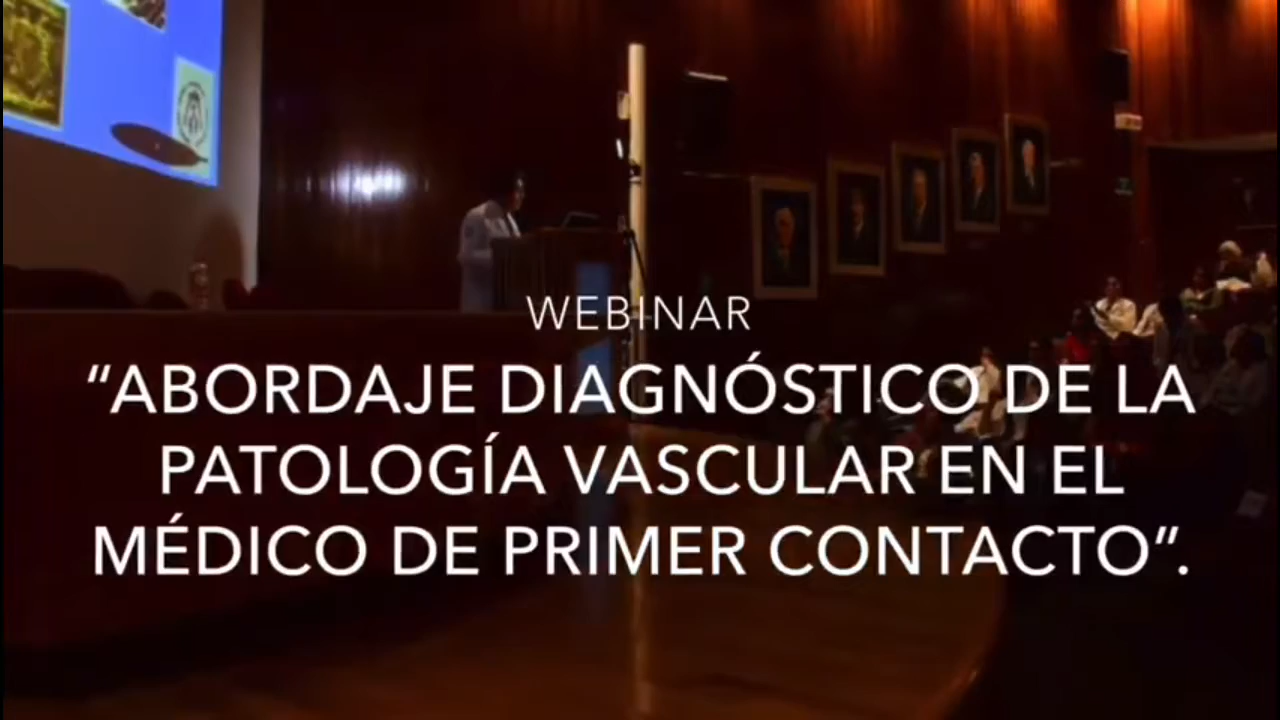 WEBINAR
“ABORDAJE DIAGNÓSTICO DE LA
PATOLOGÍA VASCULAR EN EL
MÉDICO DE PRIMER CONTACTO”.